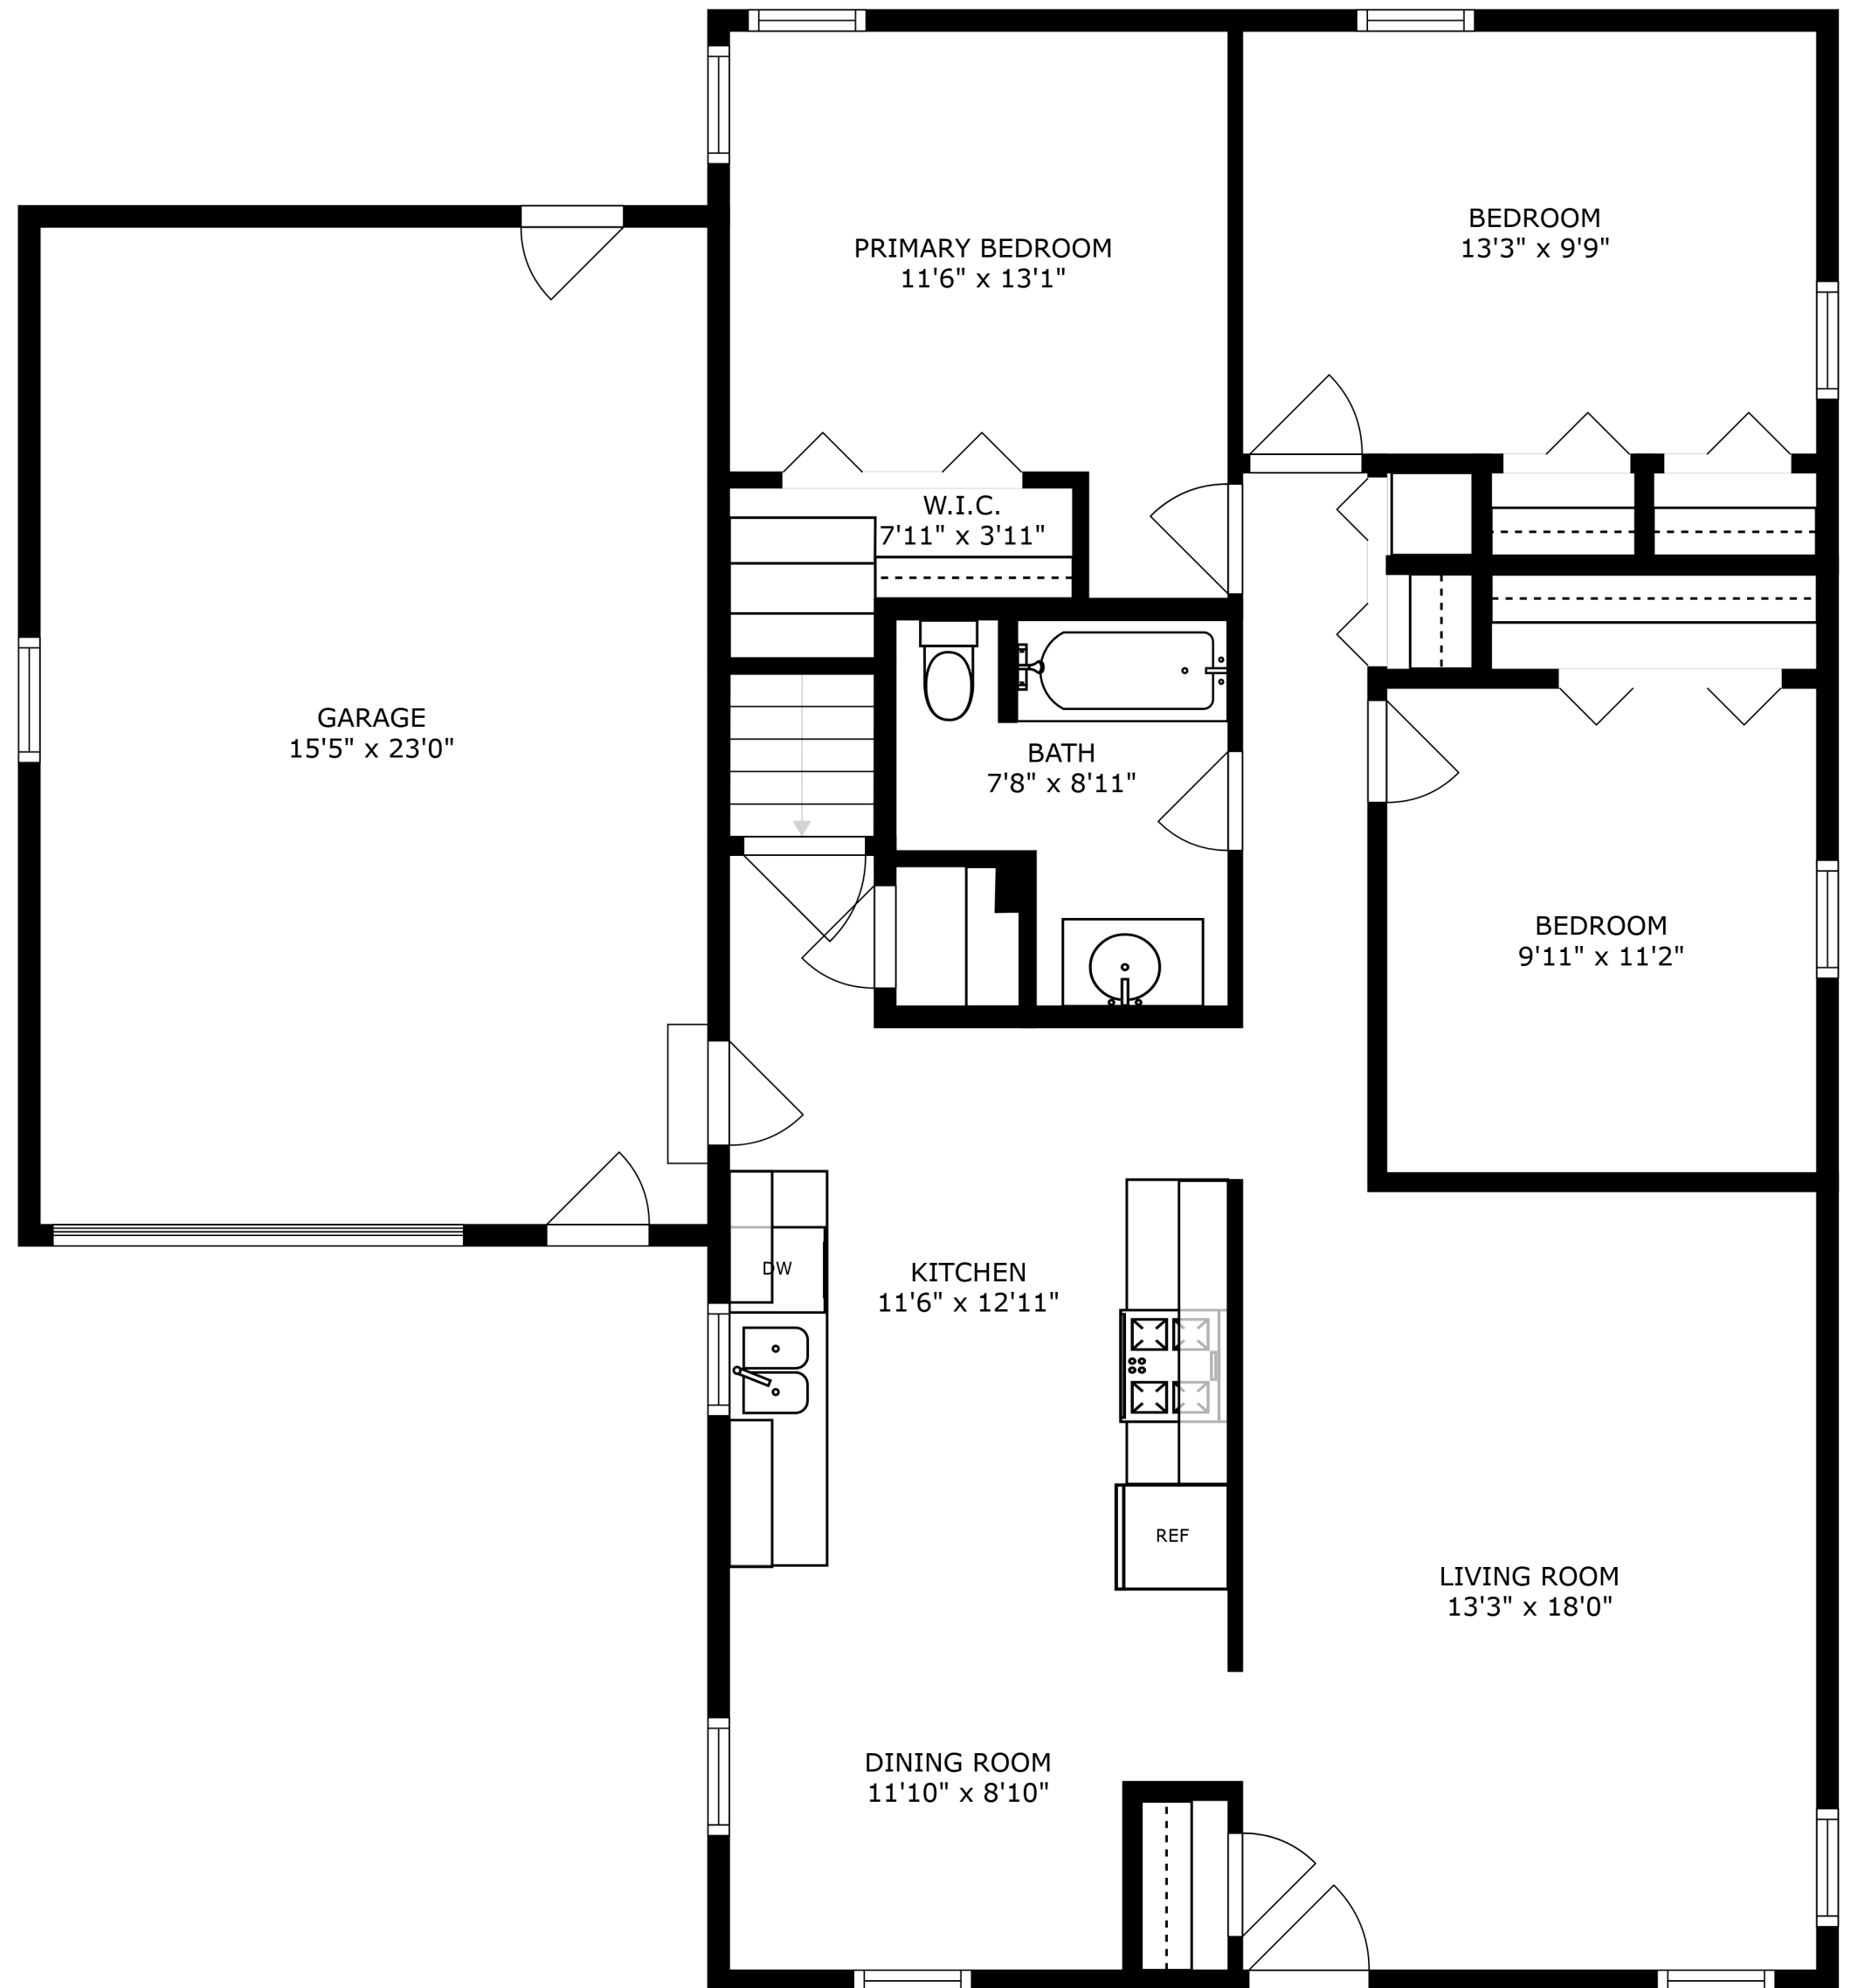 PRIMARY BEDROOM
11'6" x 13'1"
BEDROOM
13'3" x 9'9"
W.I.C.
7'11" x 3'11"
GARAGE
15'5" x 23'0"
BATH
7'8" x 8'11"
BEDROOM
9'11" x 11'2"
DW
KITCHEN
11'6" x 12'11"
REF
LIVING ROOM
13'3" x 18'0"
DINING ROOM
11'10" x 8'10"